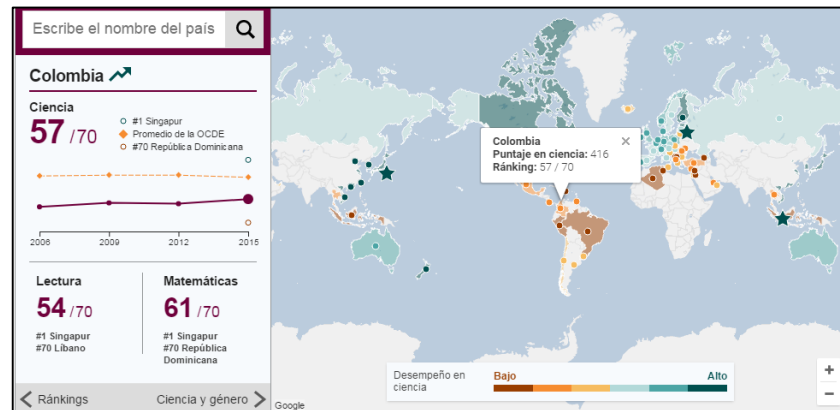 Escribe el nombre del país
Colombia
Ciencia
57 /70
#1 Singapur
Promedio de la OCDE
#70 República Dominicana
2006 2009 2012 2015
Lectura
54 /70
#1 Singapur
#70 Líbano
Matemáticas
61 /70
#1 Singapur
#70 República
Dominicana
Ránkings
Ciencia y género
Colombia
Puntaje en ciencia: 416
Ránking: 57 / 70
Desempeño en
ciencia
Bajo Alto
Google